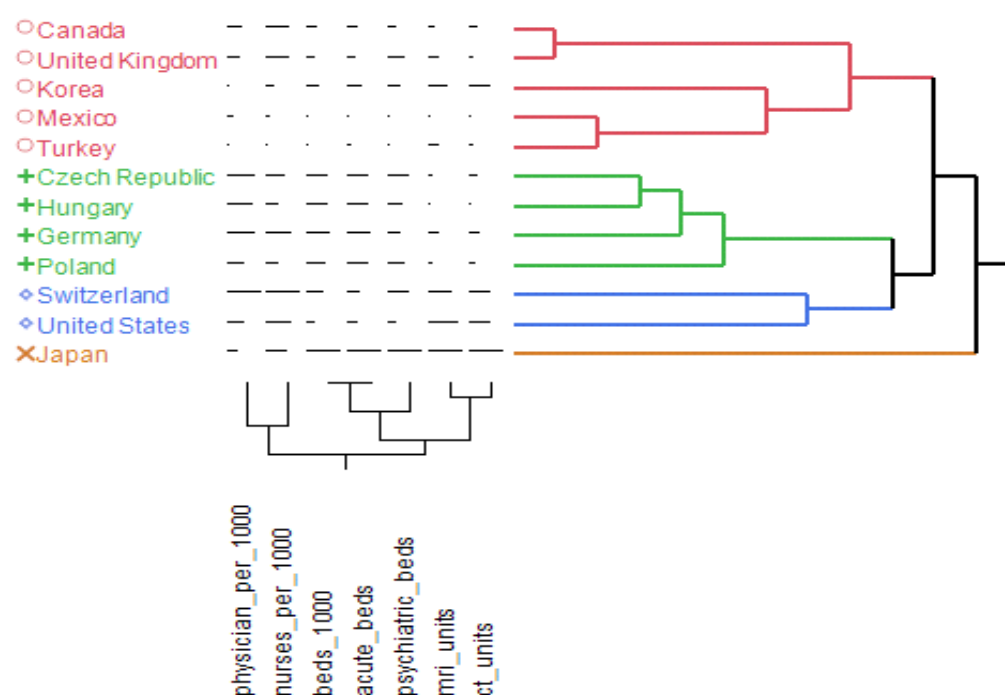 Canada
United Kingdom
Korea
Mexico
Turkey
Czech Republic
Hungary
Germany
Poland
Switzerland
United States
Japan
physician_per_1000
nurses_per_1000
beds_1000
acute_beds
psychiatric_beds
mri_units
ct_units